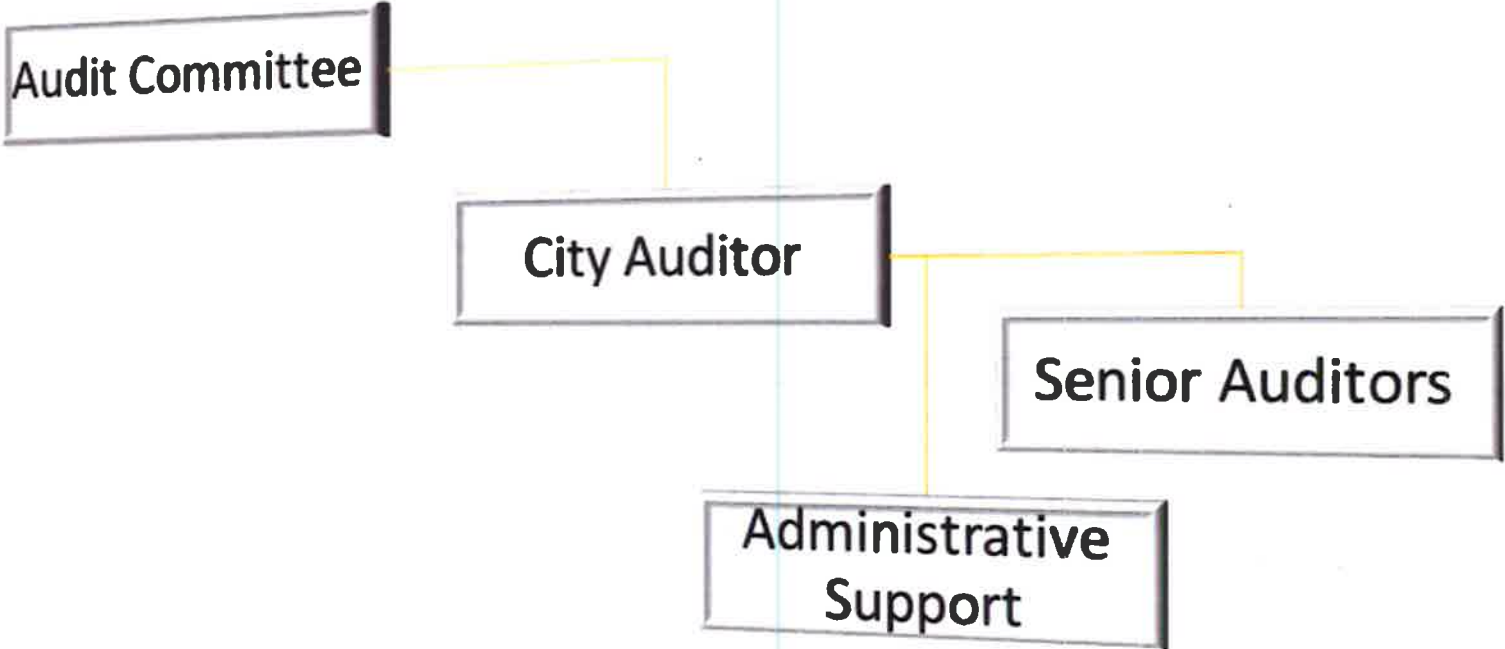 Audit Committee
City Auditor
Senior Auditors
Administrative
Support